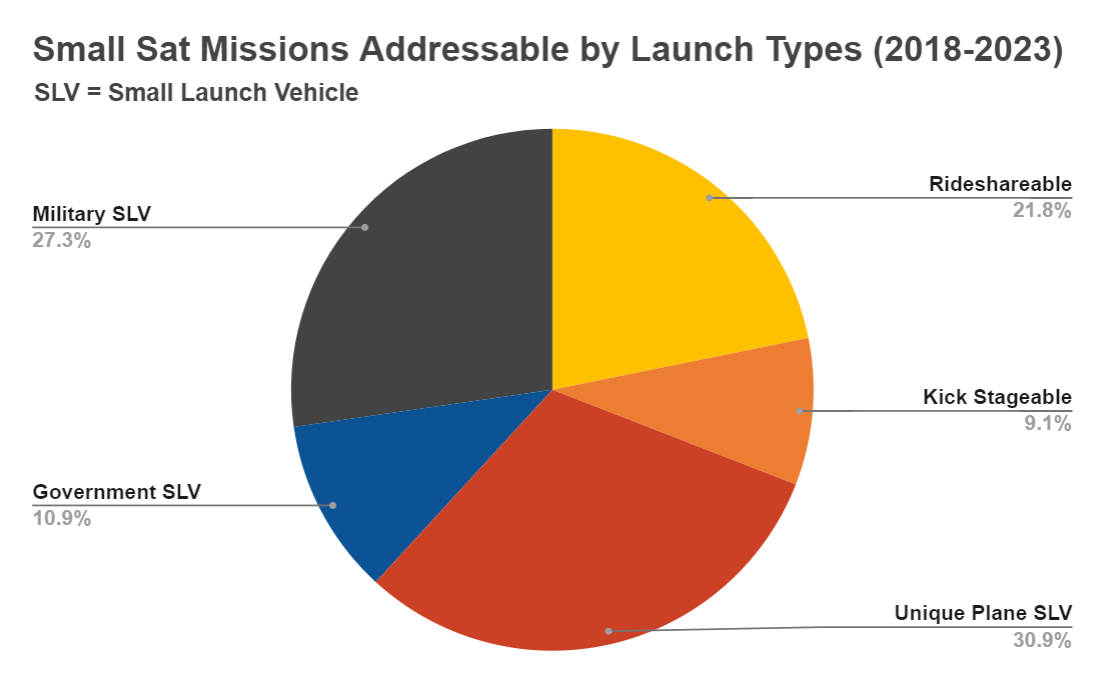 Small Sat Missions Addressable by Launch Types (2018-2023)
SLV = Small Launch Vehicle
Rideshareable
21.8%
Military SLV
27.3%
Kick Stageable
9.1%
Government SLV
10.9%
Unique Plane SLV
30.9%